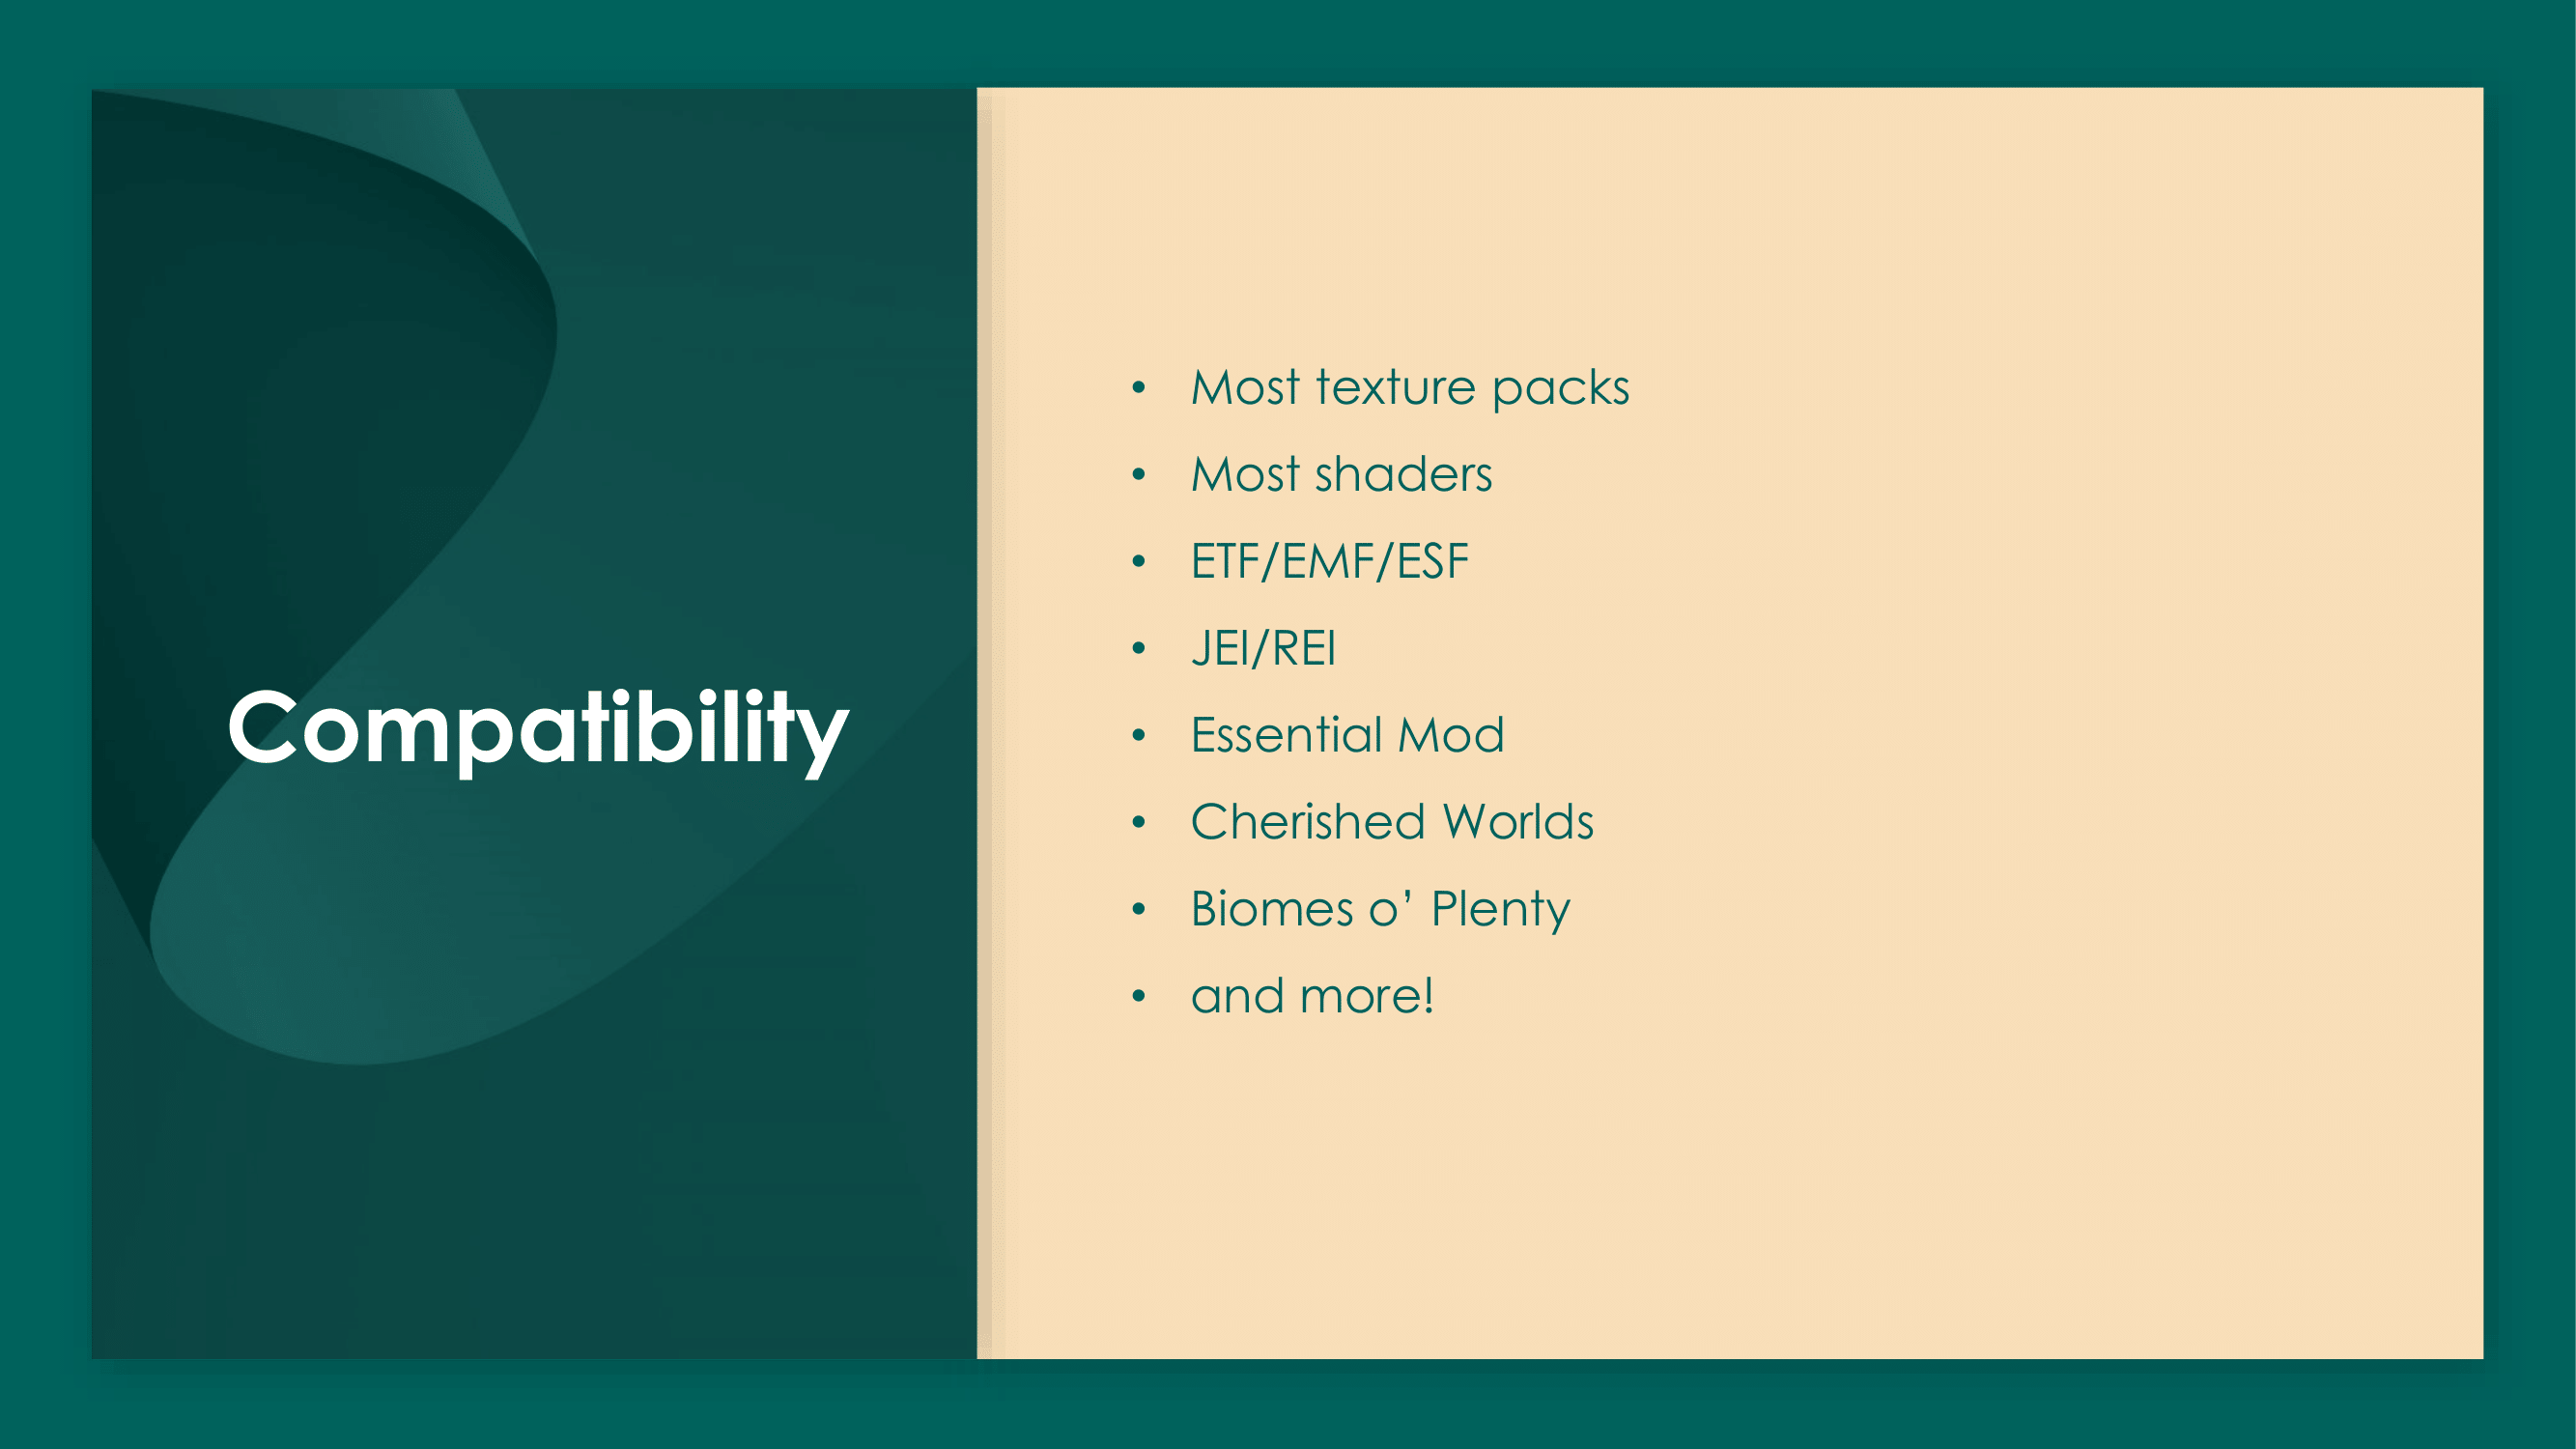 Compatibility
• Most texture packs
• Most shaders
• ETF/EMF/ESF
• JEI/REI
• Essential Mod
• Cherished Worlds
• Biomes o’ Plenty
• and more!